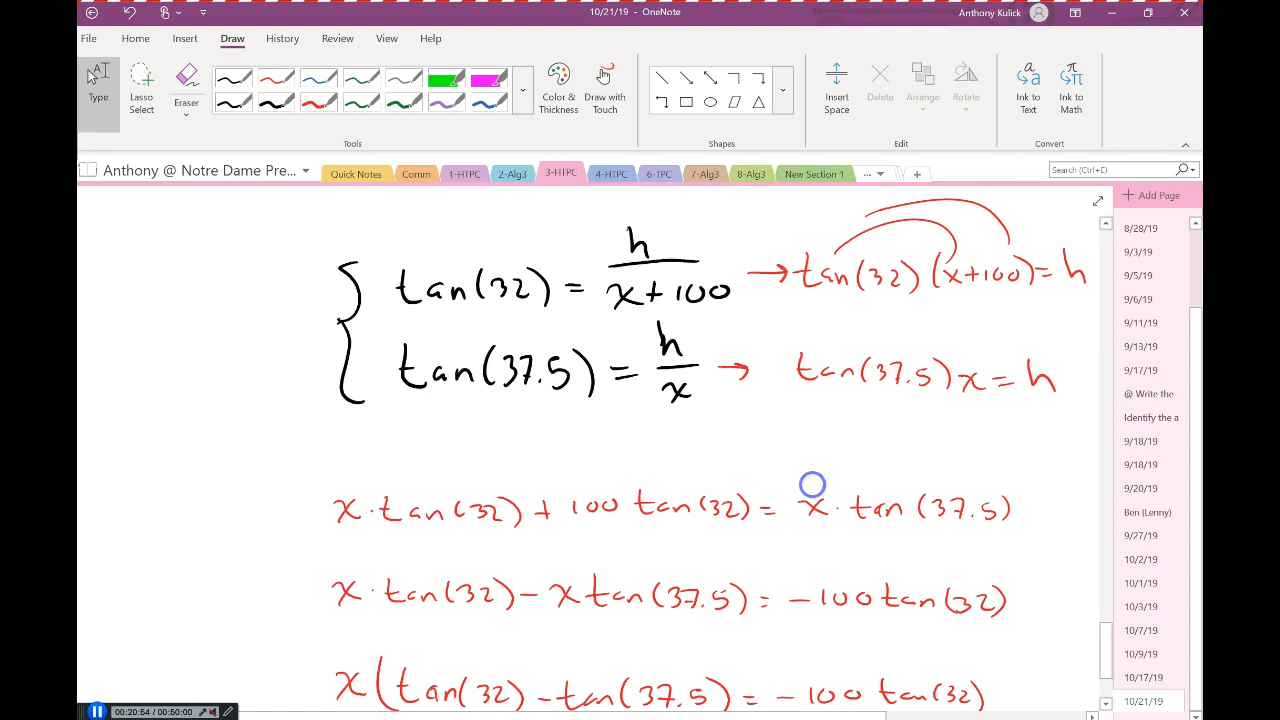 10/21/19 - OneNote
Anthony Kulick
File Home Insert Draw History Review View Help
Type
Lasso Select
Eraser
Color & Thickness
Draw with Touch
Insert Space
Delete
Arrange
Rotate
Ink to Text
Ink to Math
Tools
Shapes
Edit
Convert
Anthony @ Notre Dame Pre...
Quick Notes Comm 1-HTPC 2-Alg3 3-HTPC 4-HTPC 6-TPC 7-Alg3 8-Alg3 New Section 1 ... +
Search (Ctrl+E)
Add Page
8/28/19
9/3/19
9/5/19
9/6/19
9/11/19
9/13/19
9/17/19
@ Write the
Identify the a
9/18/19
9/18/19
9/20/19
Ben (Lenny)
9/27/19
10/2/19
10/1/19
10/3/19
10/7/19
10/9/19
10/17/19
10/21/19
tan(32) = h/(x+100) → tan(32)(x+100) = h
tan(37.5) = h/x → tan(37.5)x = h
x·tan(32) + 100 tan(32) = x·tan(37.5)
x·tan(32) - x tan(37.5) = -100 tan(32)
x(tan(32) - tan(37.5) = -100 tan(32)
00:20:54 / 00:50:00